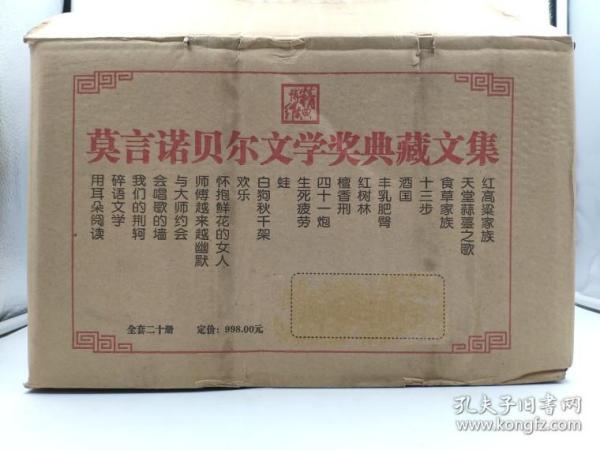 莫言诺贝尔文学奖典藏文集
红高粱家族
天堂蒜薹之歌
食草家族
十三步
酒国
丰乳肥臀
红树林
檀香刑
四十一炮
生死疲劳
蛙
白狗秋千架
欢乐
怀抱鲜花的女人
师傅越来越幽默
与大师约会
会唱歌的墙
我们的荆轲
碎语文学
用耳朵阅读
全套二十册 定价：998.00元
孔夫子旧书网
www.kongfz.com